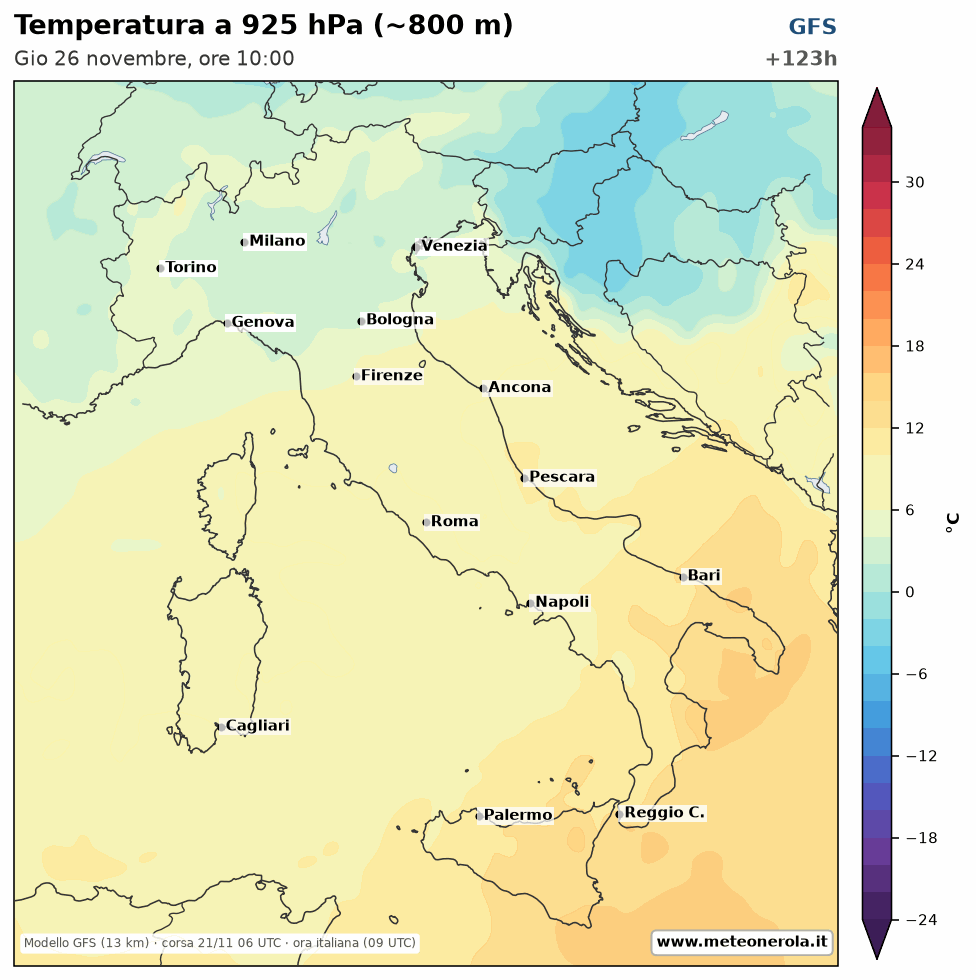 Temperatura a 925 hPa (~800 m)
GFS
Gio 26 novembre, ore 10:00
+123h
Milano
Venezia
Torino
Genova
Bologna
Firenze
Ancona
Pescara
Roma
Bari
Napoli
Cagliari
Palermo
Reggio C.
30
24
18
12
6
0
−6
−12
−18
−24
°C
Modello GFS (13 km) · corsa 21/11 06 UTC · ora italiana (09 UTC)
www.meteonerola.it